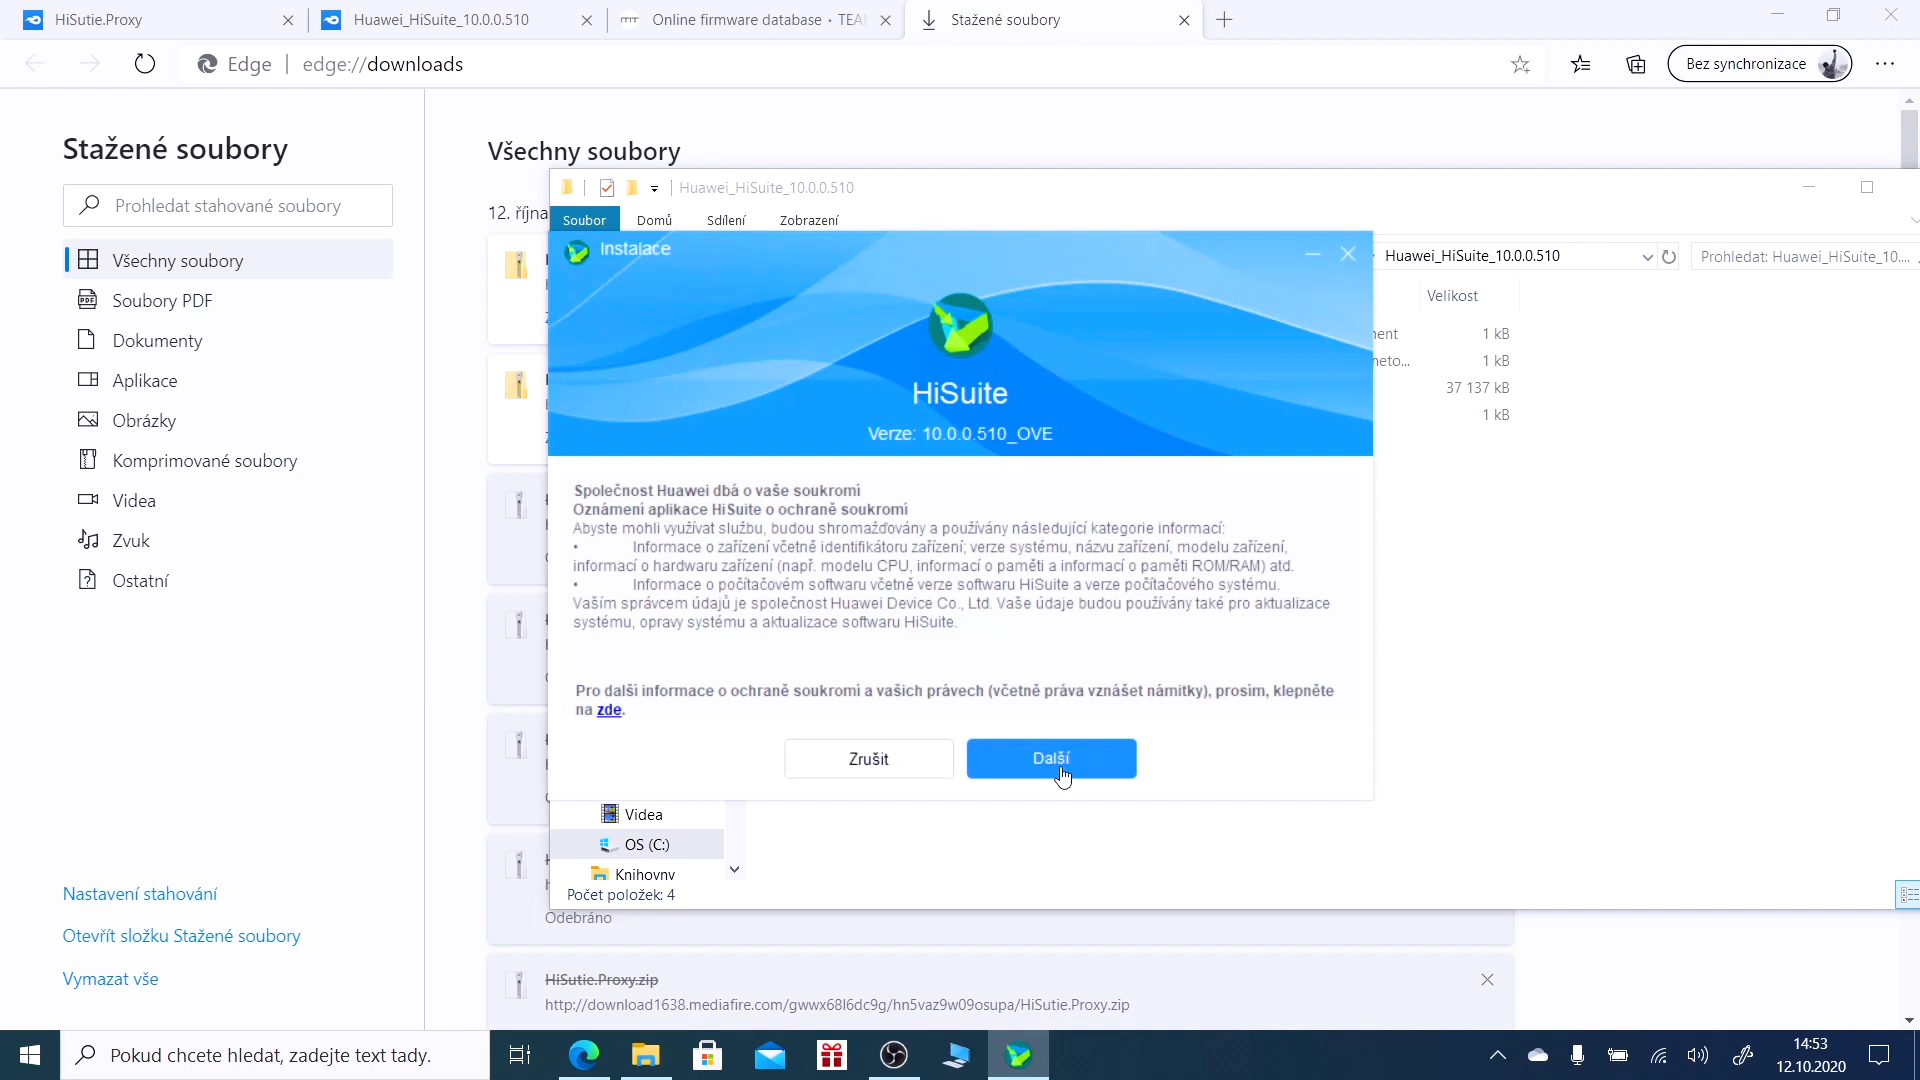 HiSutie.Proxy
Huawei_HiSuite_10.0.0.510
Online firmware database • TEAM
Stažené soubory
Edge | edge://downloads
Bez synchronizace
Stažené soubory
Prohledat stahované soubory
Všechny soubory
Soubory PDF
Dokumenty
Aplikace
Obrázky
Komprimované soubory
Videa
Zvuk
Ostatní
Nastavení stahování
Otevřít složku Stažené soubory
Vymazat vše
Všechny soubory
12. října
Huawei_HiSuite_10.0.0.510
Soubor Domů Sdílení Zobrazení
Huawei_HiSuite_10.0.0.510
Prohledat: Huawei_HiSuite_10....
Velikost
1 kB
1 kB
37 137 kB
1 kB
Instalace
HiSuite
Verze: 10.0.0.510_OVE
Společnost Huawei dbá o vaše soukromí
Oznámení aplikace HiSuite o ochraně soukromí
Abyste mohli využívat službu, budou shromažďovány a používány následující kategorie informací:
• Informace o zařízení včetně identifikátoru zařízení; verze systému, názvu zařízení, modelu zařízení,
informací o hardwaru zařízení (např. modelu CPU, informací o paměti a informací o paměti ROM/RAM) atd.
• Informace o počítačovém softwaru včetně verze softwaru HiSuite a verze počítačového systému.
Vaším správcem údajů je společnost Huawei Device Co., Ltd. Vaše údaje budou používány také pro aktualizace
systému, opravy systému a aktualizace softwaru HiSuite.
Pro další informace o ochraně soukromí a vašich právech (včetně práva vznášet námitky), prosím, klepněte
na zde.
Zrušit
Další
Videa
OS (C:)
Knihovny
Počet položek: 4
Odebráno
HiSutie.Proxy.zip
http://download1638.mediafire.com/gwwx68l6dc9g/hn5vaz9w09osupa/HiSutie.Proxy.zip
Pokud chcete hledat, zadejte text tady.
14:53
12.10.2020